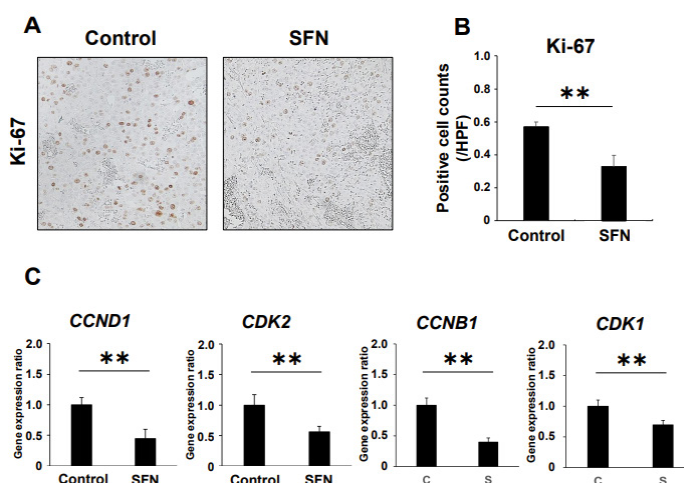 A
Control
SFN
Ki-67
B
Ki-67
Positive cell counts
(/HPF)
1.0
0.8
0.6
0.4
0.2
0
**
Control
SFN
C
CCND1
Gene expression ratio
2.0
1.5
1.0
0.5
0
**
Control
SFN
CDK2
Gene expression ratio
2.0
1.5
1.0
0.5
0
**
Control
SFN
CCNB1
Gene expression ratio
2.0
1.5
1.0
0.5
0
**
C
S
CDK1
Gene expression ratio
2.0
1.5
1.0
0.5
0
**
C
S